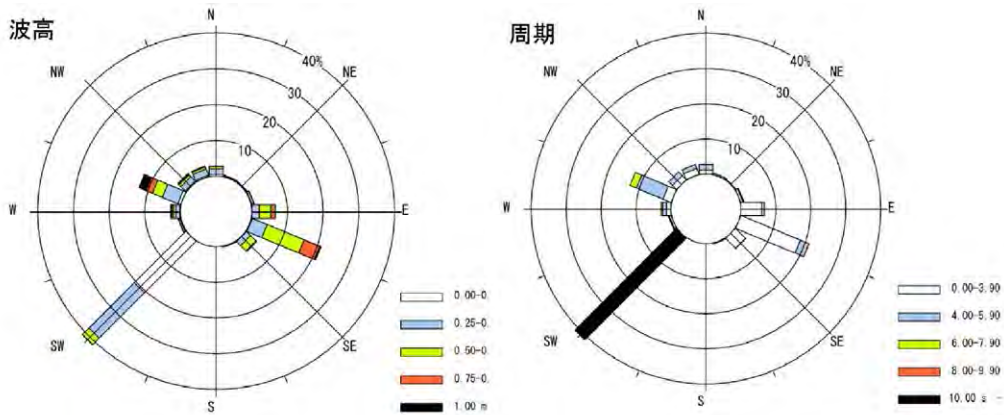 波高
N
NW
NE
40%
30
20
10
W
E
SW
SE
S
0.00-0.
0.25-0.
0.50-0.
0.75-0.
1.00 m
周期
N
NW
NE
40%
30
20
10
W
E
SW
SE
S
0.00-3.90
4.00-5.90
6.00-7.90
8.00-9.90
10.00 s -